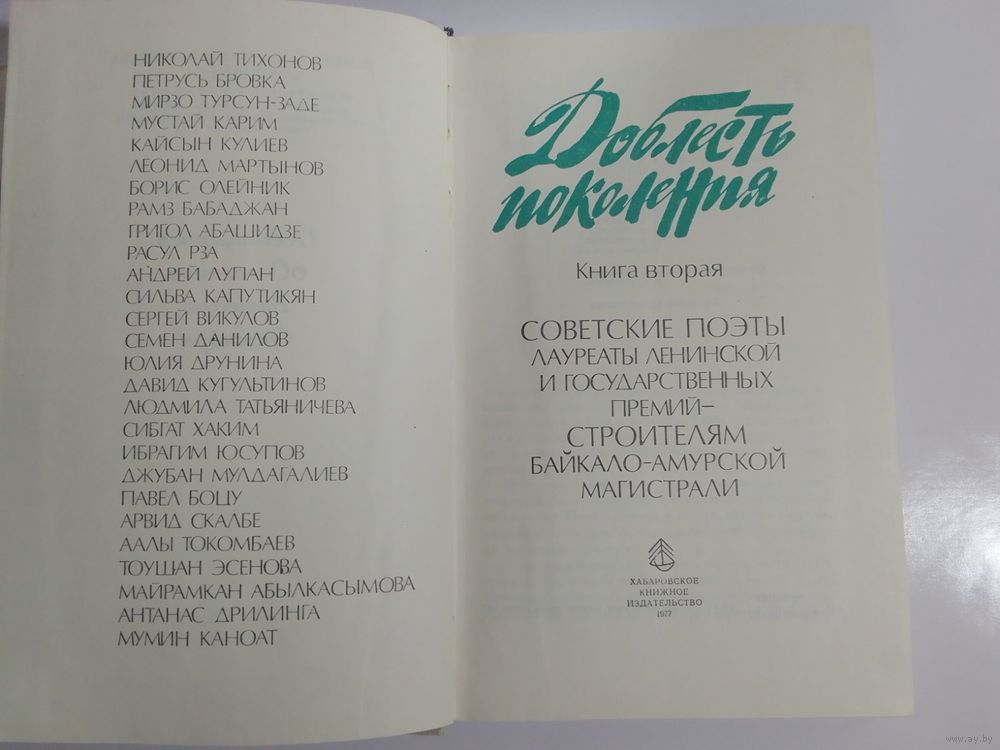 НИКОЛАЙ ТИХОНОВ
ПЕТРУСЬ БРОВКА
МИРЗО ТУРСУН-ЗАДЕ
МУСТАЙ КАРИМ
КАЙСЫН КУЛИЕВ
ЛЕОНИД МАРТЫНОВ
БОРИС ОЛЕЙНИК
РАМЗ БАБАДЖАН
ГРИГОЛ АБАШИДЗЕ
РАСУЛ РЗА
АНДРЕЙ ЛУПАН
СИЛЬВА КАПУТИКЯН
СЕРГЕЙ ВИКУЛОВ
СЕМЕН ДАНИЛОВ
ЮЛИЯ ДРУНИНА
ДАВИД КУГУЛЬТИНОВ
ЛЮДМИЛА ТАТЬЯНИЧЕВА
СИБГАТ ХАКИМ
ИБРАГИМ ЮСУПОВ
ДЖУБАН МУЛДАГАЛИЕВ
ПАВЕЛ БОЦУ
АРВИД СКАЛБЕ
ААЛЫ ТОКОМБАЕВ
ТОУШАН ЭСЕНОВА
МАЙРАМКАН АБЫЛКАСЫМОВА
АНТАНАС ДРИЛИНГА
МУМИН КАНОАТ
Доблесть
поколения
Книга вторая
СОВЕТСКИЕ ПОЭТЫ
ЛАУРЕАТЫ ЛЕНИНСКОЙ
И ГОСУДАРСТВЕННЫХ
ПРЕМИЙ—
СТРОИТЕЛЯМ
БАЙКАЛО-АМУРСКОЙ
МАГИСТРАЛИ
ХАБАРОВСКОЕ
КНИЖНОЕ
ИЗДАТЕЛЬСТВО
1977
www.ay.by